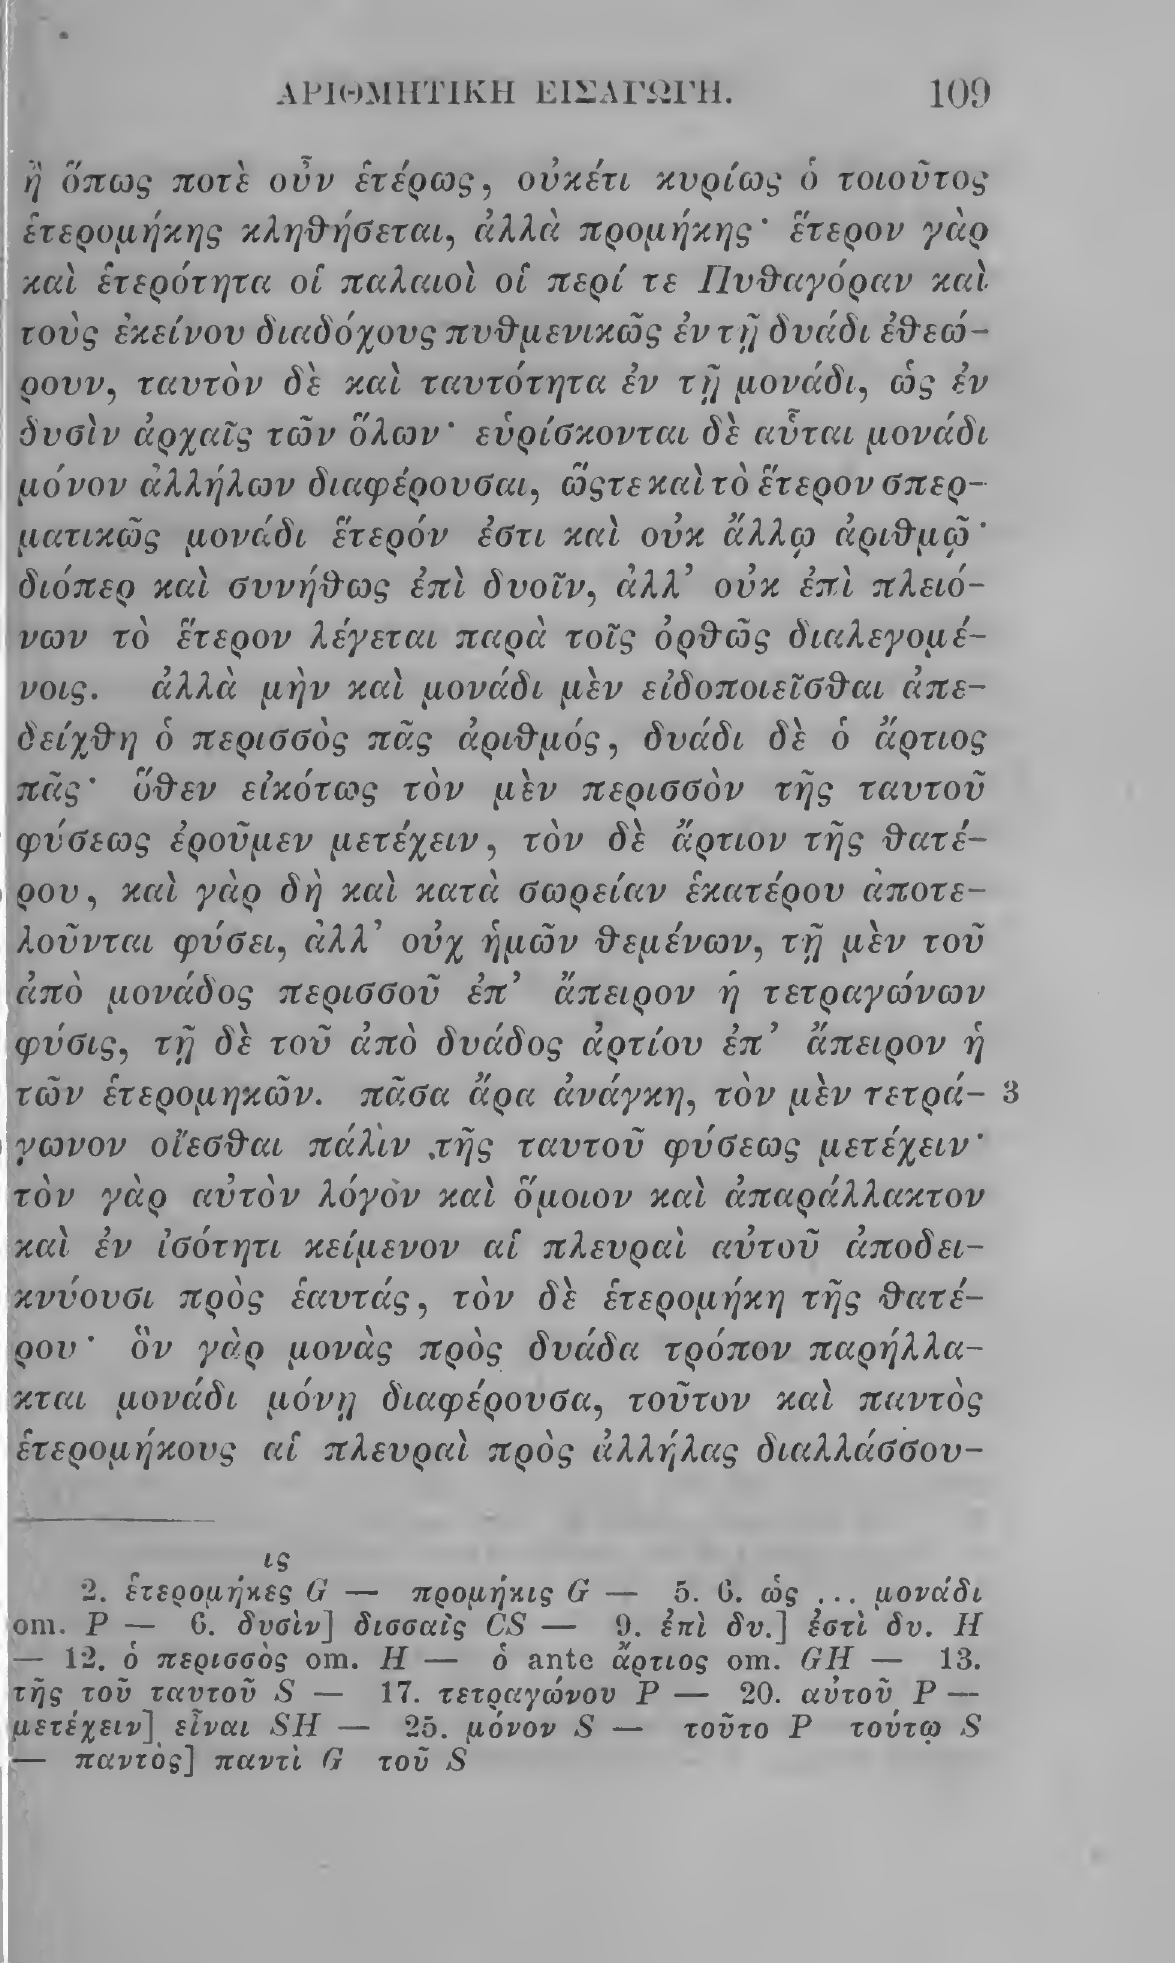 ΑΡΙΘΜΗΤΙΚΗ ΕΙΣΑΓΩΓΗ. 109
ἢ ὅπως ποτὲ οὖν ἑτέρως, οὐκέτι κυρίως ὁ τοιοῦτος
ἑτερομήκης κληθήσεται, ἀλλὰ προμήκης· ἕτερον γὰρ
καὶ ἑτερότητα οἱ παλαιοὶ οἱ περί τε Πυθαγόραν καὶ
τοὺς ἐκείνου διαδόχους πυθμενικῶς ἐν τῇ δυάδι ἐθεώ-
ρουν, ταυτὸν δὲ καὶ ταυτότητα ἐν τῇ μονάδι, ὡς ἐν
δυσὶν ἀρχαῖς τῶν ὅλων· εὑρίσκονται δὲ αὗται μονάδι
μόνον ἀλλήλων διαφέρουσαι, ὥςτε καὶ τὸ ἕτερον σπερ-
ματικῶς μονάδι ἕτερόν ἐστι καὶ οὐκ ἄλλῳ ἀριθμῷ·
διόπερ καὶ συνήθως ἐπὶ δυοῖν, ἀλλ’ οὐκ ἐπὶ πλειό-
νων τὸ ἕτερον λέγεται παρὰ τοῖς ὀρθῶς διαλεγομέ-
νοις. ἀλλὰ μὴν καὶ μονάδι μὲν εἰδοποιεῖσθαι ἀπε-
δείχθη ὁ περισσὸς πᾶς ἀριθμός, δυάδι δὲ ὁ ἄρτιος
πᾶς· ὅθεν εἰκότως τὸν μὲν περισσὸν τῆς ταυτοῦ
φύσεως ἐροῦμεν μετέχειν, τὸν δὲ ἄρτιον τῆς θατέ-
ρου, καὶ γὰρ δὴ καὶ κατὰ σωρείαν ἑκατέρου ἀποτε-
λοῦνται φύσει, ἀλλ’ οὐχ ἡμῶν θεμένων, τῇ μὲν τοῦ
ἀπὸ μονάδος περισσοῦ ἐπ’ ἄπειρον ἡ τετραγώνων
φύσις, τῇ δὲ τοῦ ἀπὸ δυάδος ἀρτίου ἐπ’ ἄπειρον ἡ
τῶν ἑτερομηκῶν. πᾶσα ἄρα ἀνάγκη, τὸν μὲν τετρά- 3
γωνον οἴεσθαι πάλιν τῆς ταυτοῦ φύσεως μετέχειν·
τὸν γὰρ αὐτὸν λόγον καὶ ὅμοιον καὶ ἀπαράλλακτον
καὶ ἐν ἰσότητι κείμενον αἱ πλευραὶ αὐτοῦ ἀποδει-
κνύουσι πρὸς ἑαυτάς, τὸν δὲ ἑτερομήκη τῆς θατέ-
ρου· ὃν γὰρ μονὰς πρὸς δυάδα τρόπον παρήλλα-
κται μονάδι μόνῃ διαφέρουσα, τοῦτον καὶ παντὸς
ἑτερομήκους αἱ πλευραὶ πρὸς ἀλλήλας διαλλάσσου-
ις
2. ἑτερομήκες G — προμήκις G — 5. 6. ὡς ... μονάδι
om. P — 6. δυσὶν] δισσαῖς CS — 9. ἐπὶ δυ.] ἐστὶ δυ. H
— 12. ὁ περισσὸς om. H — ὁ ante ἄρτιος om. GH — 13.
τῆς τοῦ ταυτοῦ S — 17. τετραγώνου P — 20. αὐτοῦ P —
μετέχειν] εἶναι SH — 25. μόνον S — τοῦτο P τούτῳ S
— παντὸς] παντὶ G τοῦ S